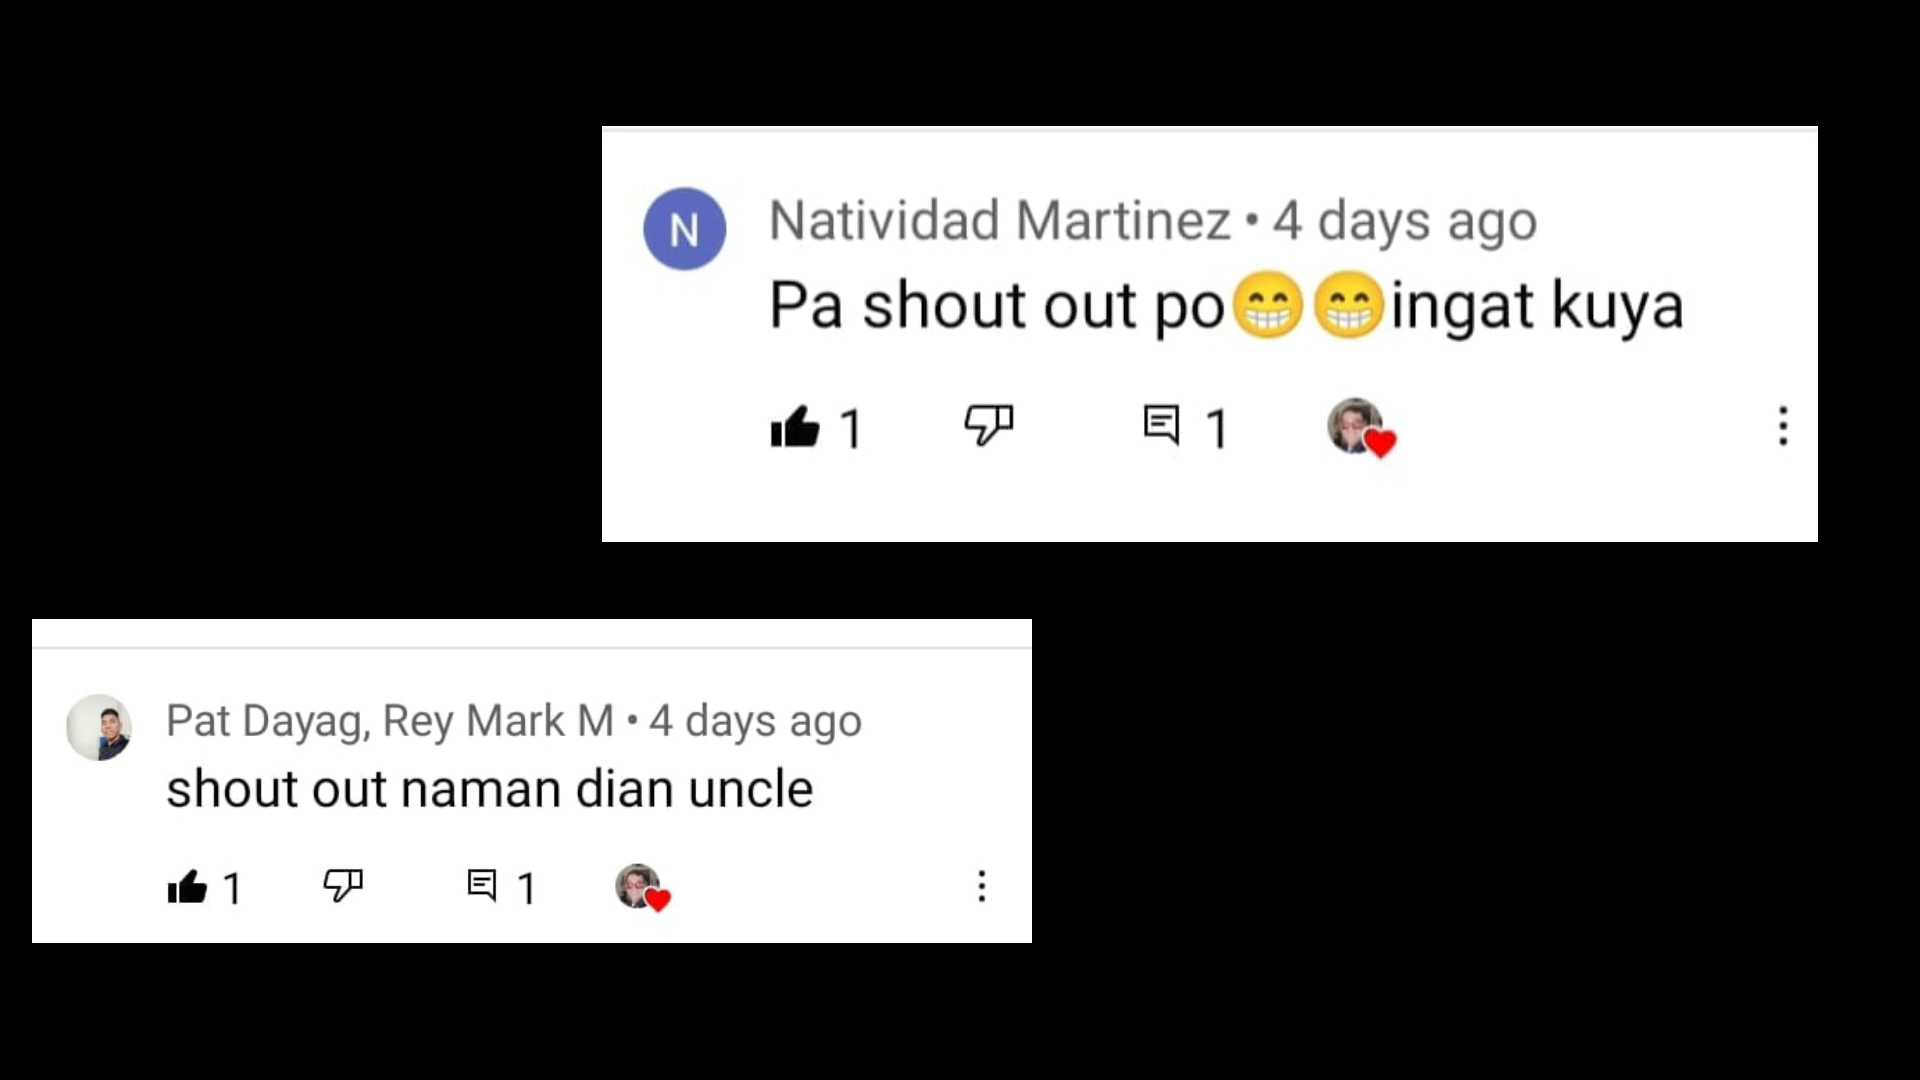 N
Natividad Martinez • 4 days ago
Pa shout out po😁😁ingat kuya
1 1
Pat Dayag, Rey Mark M • 4 days ago
shout out naman dian uncle
1 1